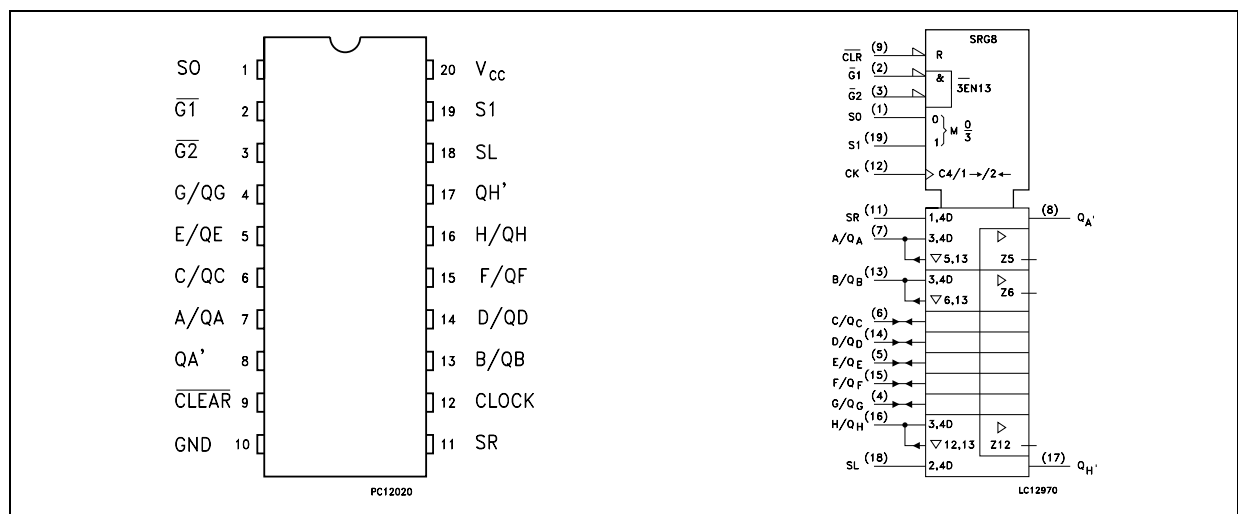 S0 1 20 VCC
G1 2 19 S1
G2 3 18 SL
G/QG 4 17 QH'
E/QE 5 16 H/QH
C/QC 6 15 F/QF
A/QA 7 14 D/QD
QA' 8 13 B/QB
CLEAR 9 12 CLOCK
GND 10 11 SR
PC12020
SRG8
CLR (9) R
G1 (2) &
3EN13
G2 (3)
S0 (1) 0
M 0/3
S1 (19) 1
CK (12) C4/1 →/2 ←
SR (11) 1,4D (8) QA'
A/QA (7) 3,4D ▷
▽ 5,13 Z5
B/QB (13) 3,4D ▷
Z6
▽ 6,13
C/QC (6)
D/QD (14)
E/QE (5)
F/QF (15)
G/QG (4)
H/QH (16) 3,4D ▷
▽ 12,13 Z12
SL (18) 2,4D (17) QH'
LC12970